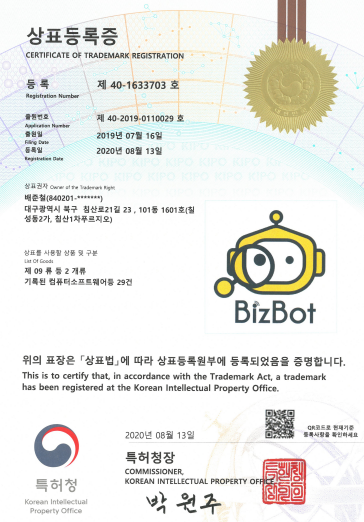 상표등록증
CERTIFICATE OF TRADEMARK REGISTRATION
등 록 제 40-1633703 호
Registration Number
출원번호 제 40-2019-0110029 호
Application Number
출원일 2019년 07월 16일
Filing Date
등록일 2020년 08월 13일
Registration Date
상표권자 Owner of the Trademark Right
배준철(840201-*******)
대구광역시 북구 침산로21길 23 , 101동 1601호(칠
성동2가, 침산1차푸르지오)
상표를 사용할 상품 및 구분
List Of Goods
제 09 류 등 2 개류
기록된 컴퓨터소프트웨어등 29건
BizBot
위의 표장은 「상표법」에 따라 상표등록원부에 등록되었음을 증명합니다.
This is to certify that, in accordance with the Trademark Act, a trademark
has been registered at the Korean Intellectual Property Office.
QR코드로 현재기준
등록사항을 확인하세요
2020년 08월 13일
특허청장
COMMISSIONER,
KOREAN INTELLECTUAL PROPERTY OFFICE
박원주
특허청
Korean Intellectual
Property Office